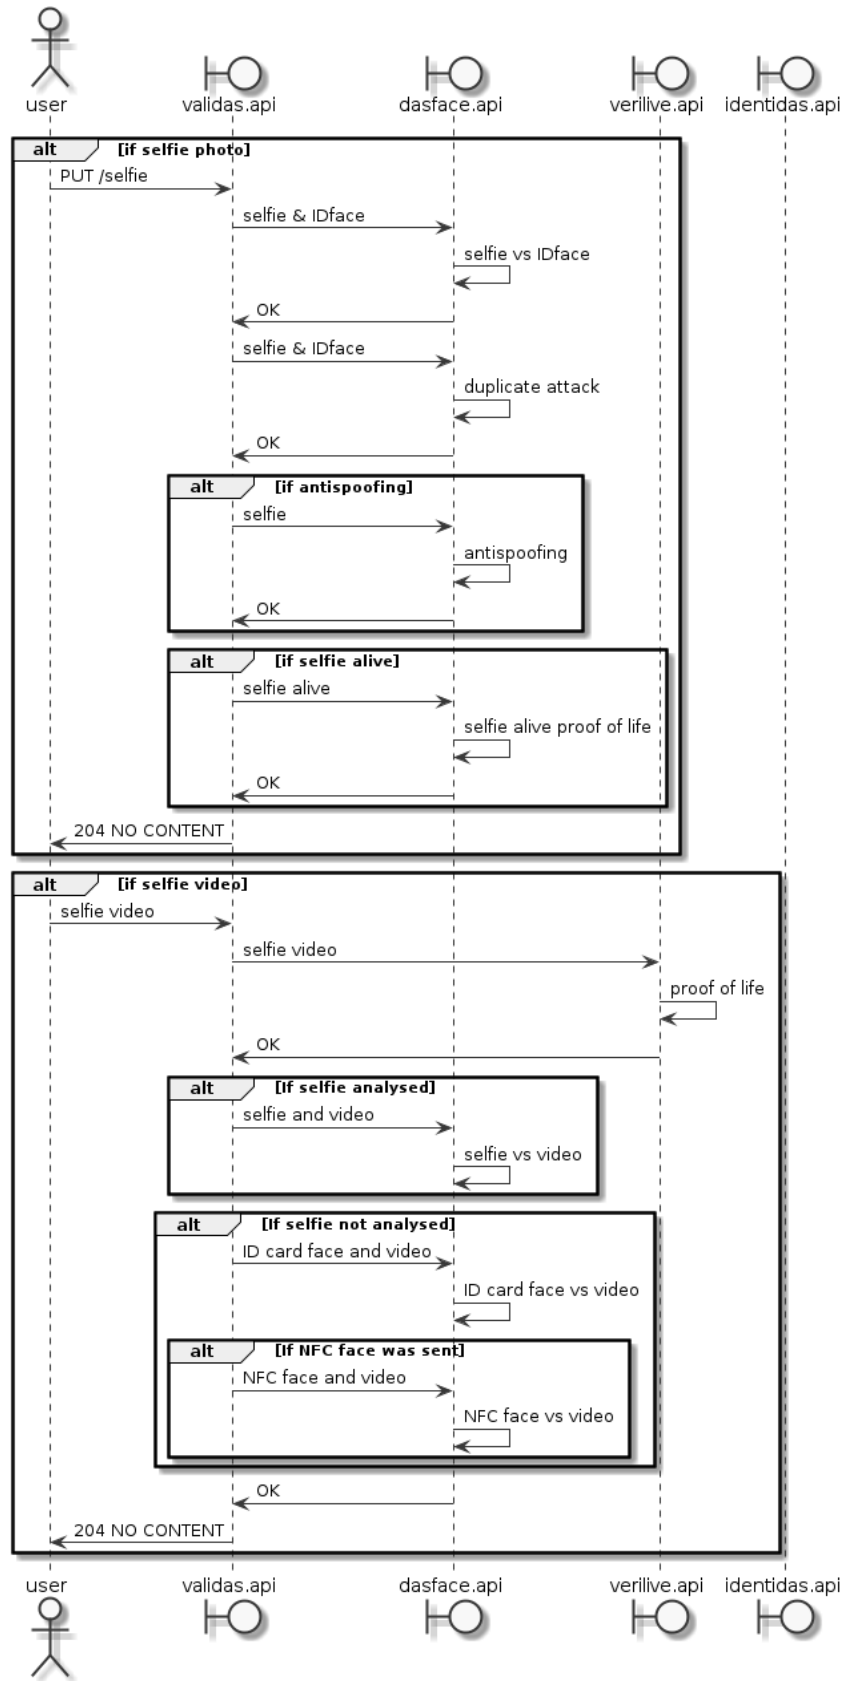 user
validas.api
dasface.api
verilive.api
identidas.api
alt [if selfie photo]
PUT /selfie
selfie & IDface
selfie vs IDface
OK
selfie & IDface
duplicate attack
OK
alt [if antispoofing]
selfie
antispoofing
OK
alt [if selfie alive]
selfie alive
selfie alive proof of life
OK
204 NO CONTENT
alt [if selfie video]
selfie video
selfie video
proof of life
OK
alt [If selfie analysed]
selfie and video
selfie vs video
alt [If selfie not analysed]
ID card face and video
ID card face vs video
alt [If NFC face was sent]
NFC face and video
NFC face vs video
OK
204 NO CONTENT
user
validas.api
dasface.api
verilive.api
identidas.api